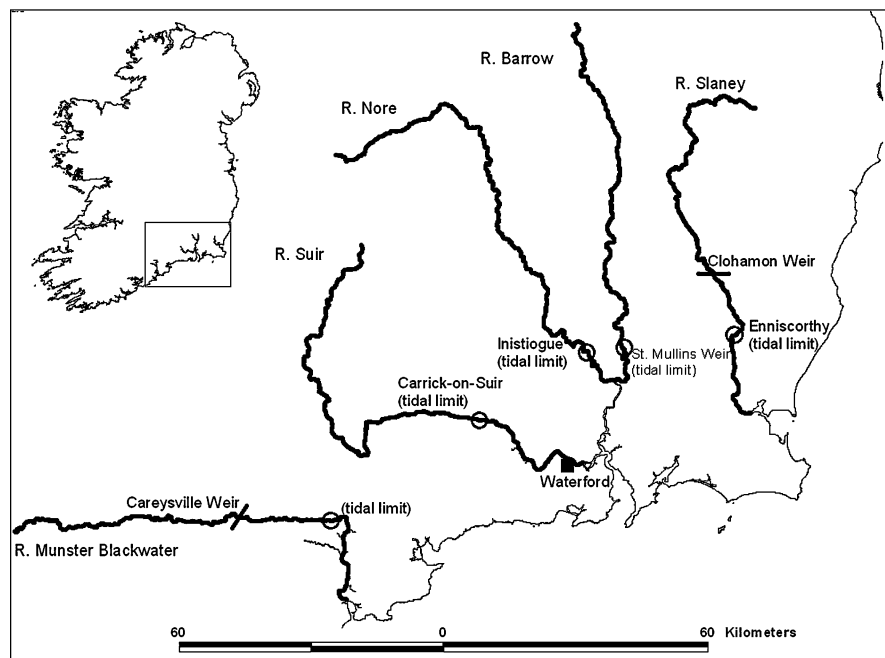 R. Barrow
R. Slaney
R. Nore
R. Suir
Clohamon Weir
Enniscorthy
(tidal limit)
Inistiogue
(tidal limit)
St. Mullins Weir
(tidal limit)
Carrick-on-Suir
(tidal limit)
Waterford
Careysville Weir
(tidal limit)
R. Munster Blackwater
60 0 60 Kilometers